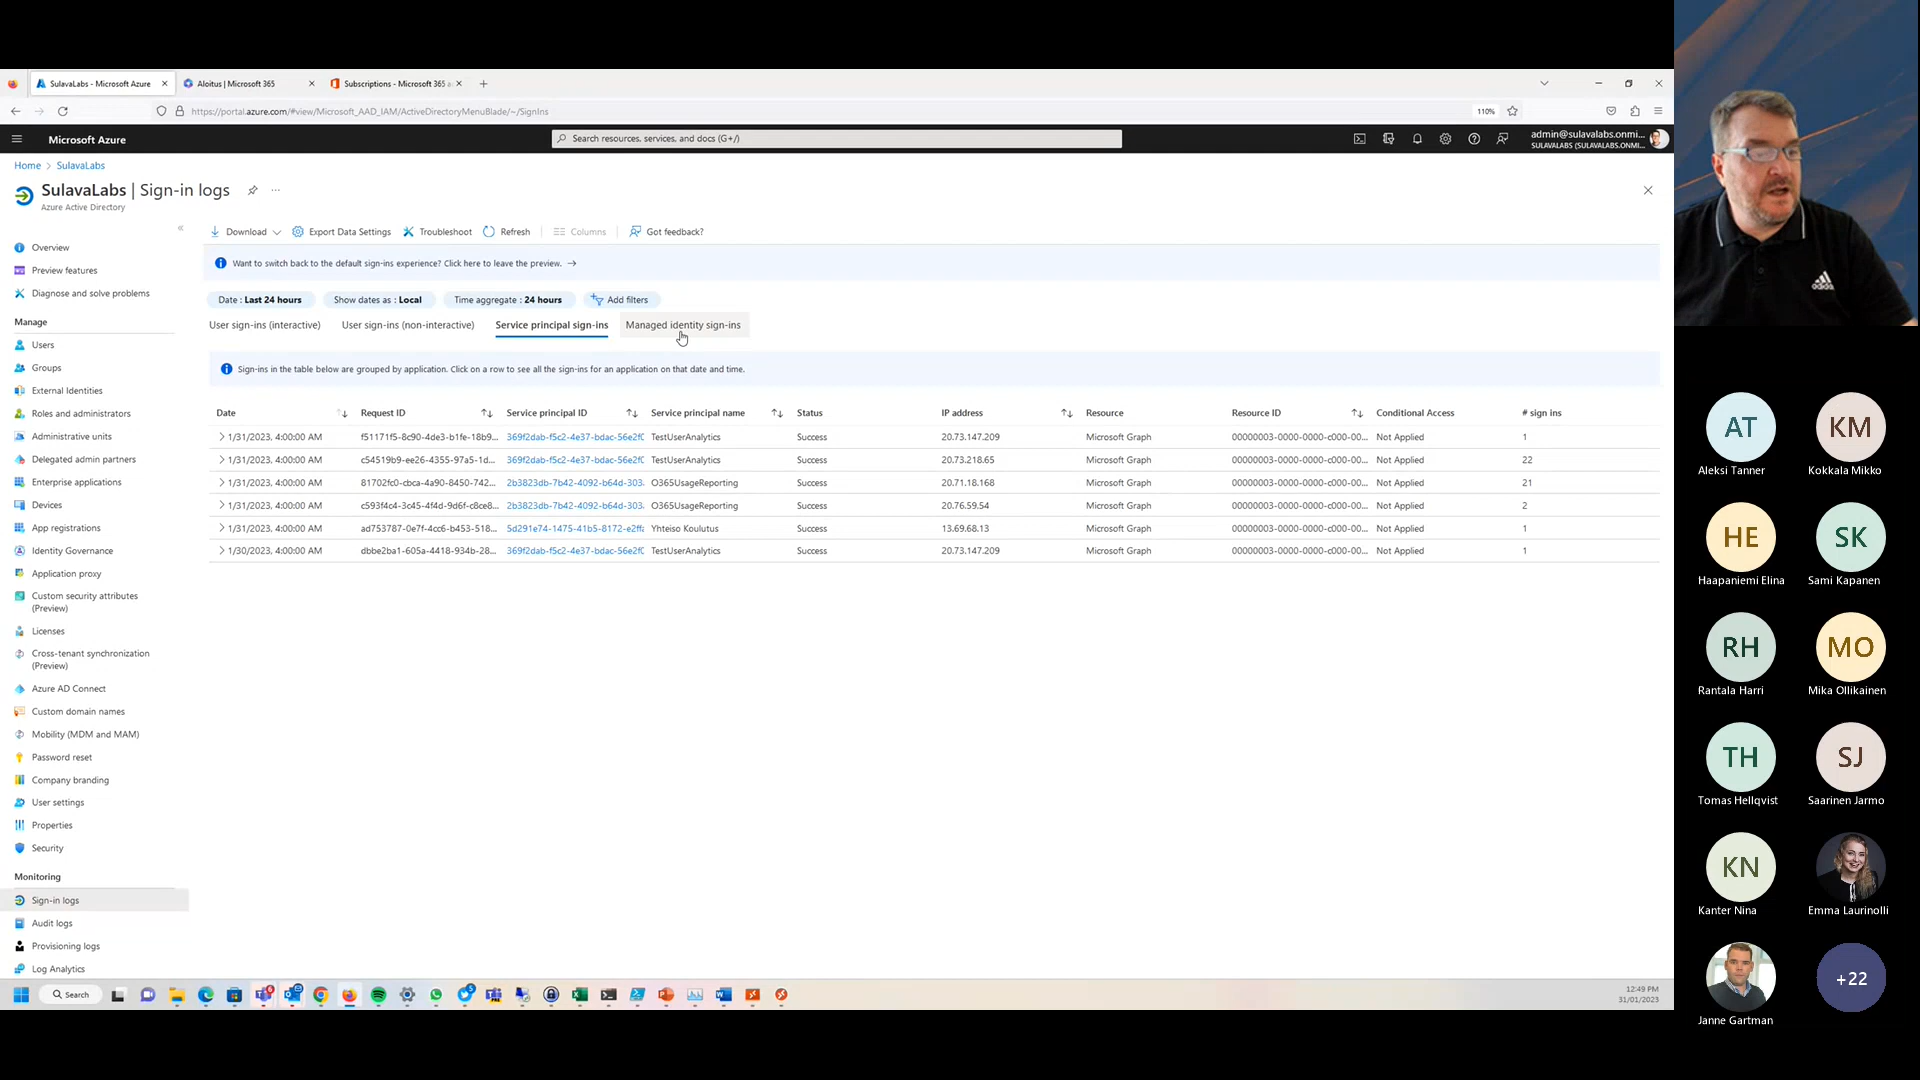 SulavaLabs - Microsoft Azure
Aloitus | Microsoft 365
Subscriptions - Microsoft 365 a
https://portal.azure.com/#view/Microsoft_AAD_IAM/ActiveDirectoryMenuBlade/~/SignIns
110%
Microsoft Azure
Search resources, services, and docs (G+/)
admin@sulavalabs.onmi...
SULAVALABS (SULAVALABS.ONMI...
Home > SulavaLabs
SulavaLabs | Sign-in logs
Azure Active Directory
Download
Export Data Settings
Troubleshoot
Refresh
Columns
Got feedback?
Want to switch back to the default sign-ins experience? Click here to leave the preview. →
Date : Last 24 hours
Show dates as : Local
Time aggregate : 24 hours
Add filters
User sign-ins (interactive)
User sign-ins (non-interactive)
Service principal sign-ins
Managed identity sign-ins
Sign-ins in the table below are grouped by application. Click on a row to see all the sign-ins for an application on that date and time.
Date Request ID Service principal ID Service principal name Status IP address Resource Resource ID Conditional Access # sign ins
1/31/2023, 4:00:00 AM f51171f5-8c90-4de3-b1fe-18b9... 369f2dab-f5c2-4e37-bdac-56e2f TestUserAnalytics Success 20.73.147.209 Microsoft Graph 00000003-0000-0000-c000-00... Not Applied 1
1/31/2023, 4:00:00 AM c54519b9-ee26-4355-97a5-1d... 369f2dab-f5c2-4e37-bdac-56e2f TestUserAnalytics Success 20.73.218.65 Microsoft Graph 00000003-0000-0000-c000-00... Not Applied 22
1/31/2023, 4:00:00 AM 81702fc0-cbca-4a90-8450-742... 2b3823db-7b42-4092-b64d-303 O365UsageReporting Success 20.71.18.168 Microsoft Graph 00000003-0000-0000-c000-00... Not Applied 21
1/31/2023, 4:00:00 AM c593f4c4-3c45-4f4d-9d6f-c8ce8... 2b3823db-7b42-4092-b64d-303 O365UsageReporting Success 20.76.59.54 Microsoft Graph 00000003-0000-0000-c000-00... Not Applied 2
1/31/2023, 4:00:00 AM ad753787-0e7f-4cc6-b453-518... 5d291e74-1475-41b5-8172-e2ff Yhteiso Koulutus Success 13.69.68.13 Microsoft Graph 00000003-0000-0000-c000-00... Not Applied 1
1/30/2023, 4:00:00 AM dbbe2ba1-605a-4418-934b-28... 369f2dab-f5c2-4e37-bdac-56e2f TestUserAnalytics Success 20.73.147.209 Microsoft Graph 00000003-0000-0000-c000-00... Not Applied 1
Overview
Preview features
Diagnose and solve problems
Manage
Users
Groups
External Identities
Roles and administrators
Administrative units
Delegated admin partners
Enterprise applications
Devices
App registrations
Identity Governance
Application proxy
Custom security attributes
(Preview)
Licenses
Cross-tenant synchronization
(Preview)
Azure AD Connect
Custom domain names
Mobility (MDM and MAM)
Password reset
Company branding
User settings
Properties
Security
Monitoring
Sign-in logs
Audit logs
Provisioning logs
Log Analytics
Search
12:49 PM
31/01/2023
adidas
AT
Aleksi Tanner
KM
Kokkala Mikko
HE
Haapaniemi Elina
SK
Sami Kapanen
RH
Rantala Harri
MO
Mika Ollikainen
TH
Tomas Hellqvist
SJ
Saarinen Jarmo
KN
Kanter Nina
Emma Laurinolli
Janne Gartman
+22